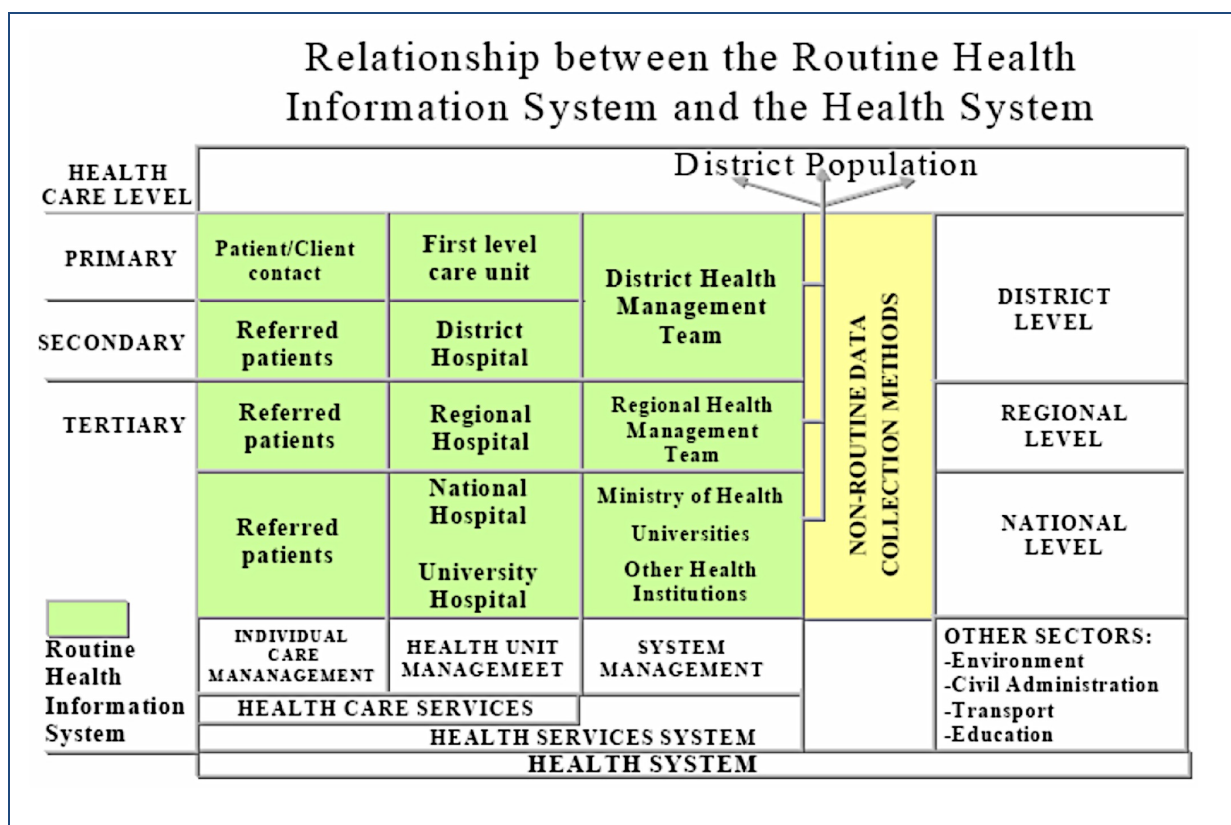 Relationship between the Routine Health
Information System and the Health System
HEALTH
CARE LEVEL
District Population
PRIMARY
Patient/Client
contact
First level
care unit
District Health
Management
Team
NON-ROUTINE DATA
COLLECTION METHODS
DISTRICT
LEVEL
SECONDARY
Referred
patients
District
Hospital
TERTIARY
Referred
patients
Regional
Hospital
Regional Health
Management
Team
REGIONAL
LEVEL
Referred
patients
National
Hospital
University
Hospital
Ministry of Health
Universities
Other Health
Institutions
NATIONAL
LEVEL
Routine
Health
Information
System
INDIVIDUAL
CARE
MANANAGEMENT
HEALTH UNIT
MANAGEMEET
SYSTEM
MANAGEMENT
OTHER SECTORS:
-Environment
-Civil Administration
-Transport
-Education
HEALTH CARE SERVICES
HEALTH SERVICES SYSTEM
HEALTH SYSTEM